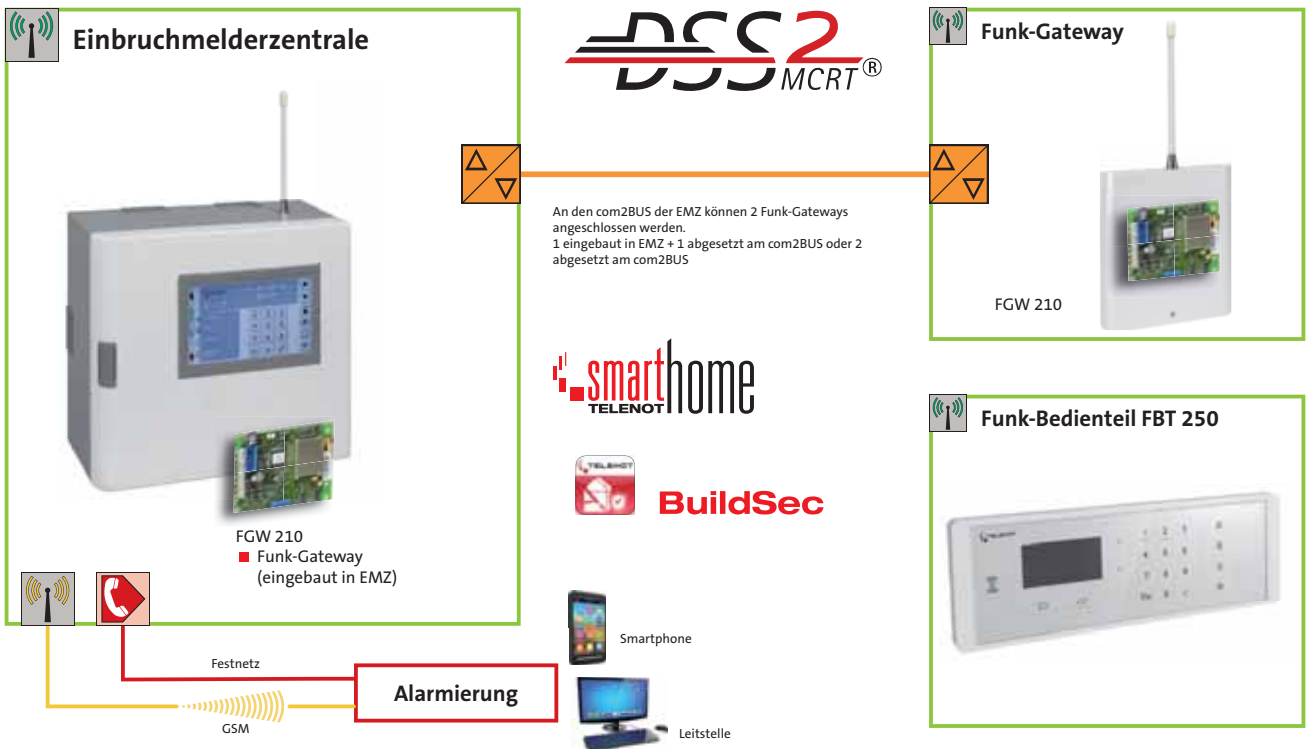 Einbruchmelderzentrale
DSS2
MCRT®
Funk-Gateway
An den com2BUS der EMZ können 2 Funk-Gateways
angeschlossen werden.
1 eingebaut in EMZ + 1 abgesetzt am com2BUS oder 2
abgesetzt am com2BUS
FGW 210
smarthome
TELENOT
TELENOT
BuildSec
Funk-Bedienteil FBT 250
TELENOT
FGW 210
Funk-Gateway
(eingebaut in EMZ)
Festnetz
GSM
Alarmierung
Smartphone
Leitstelle